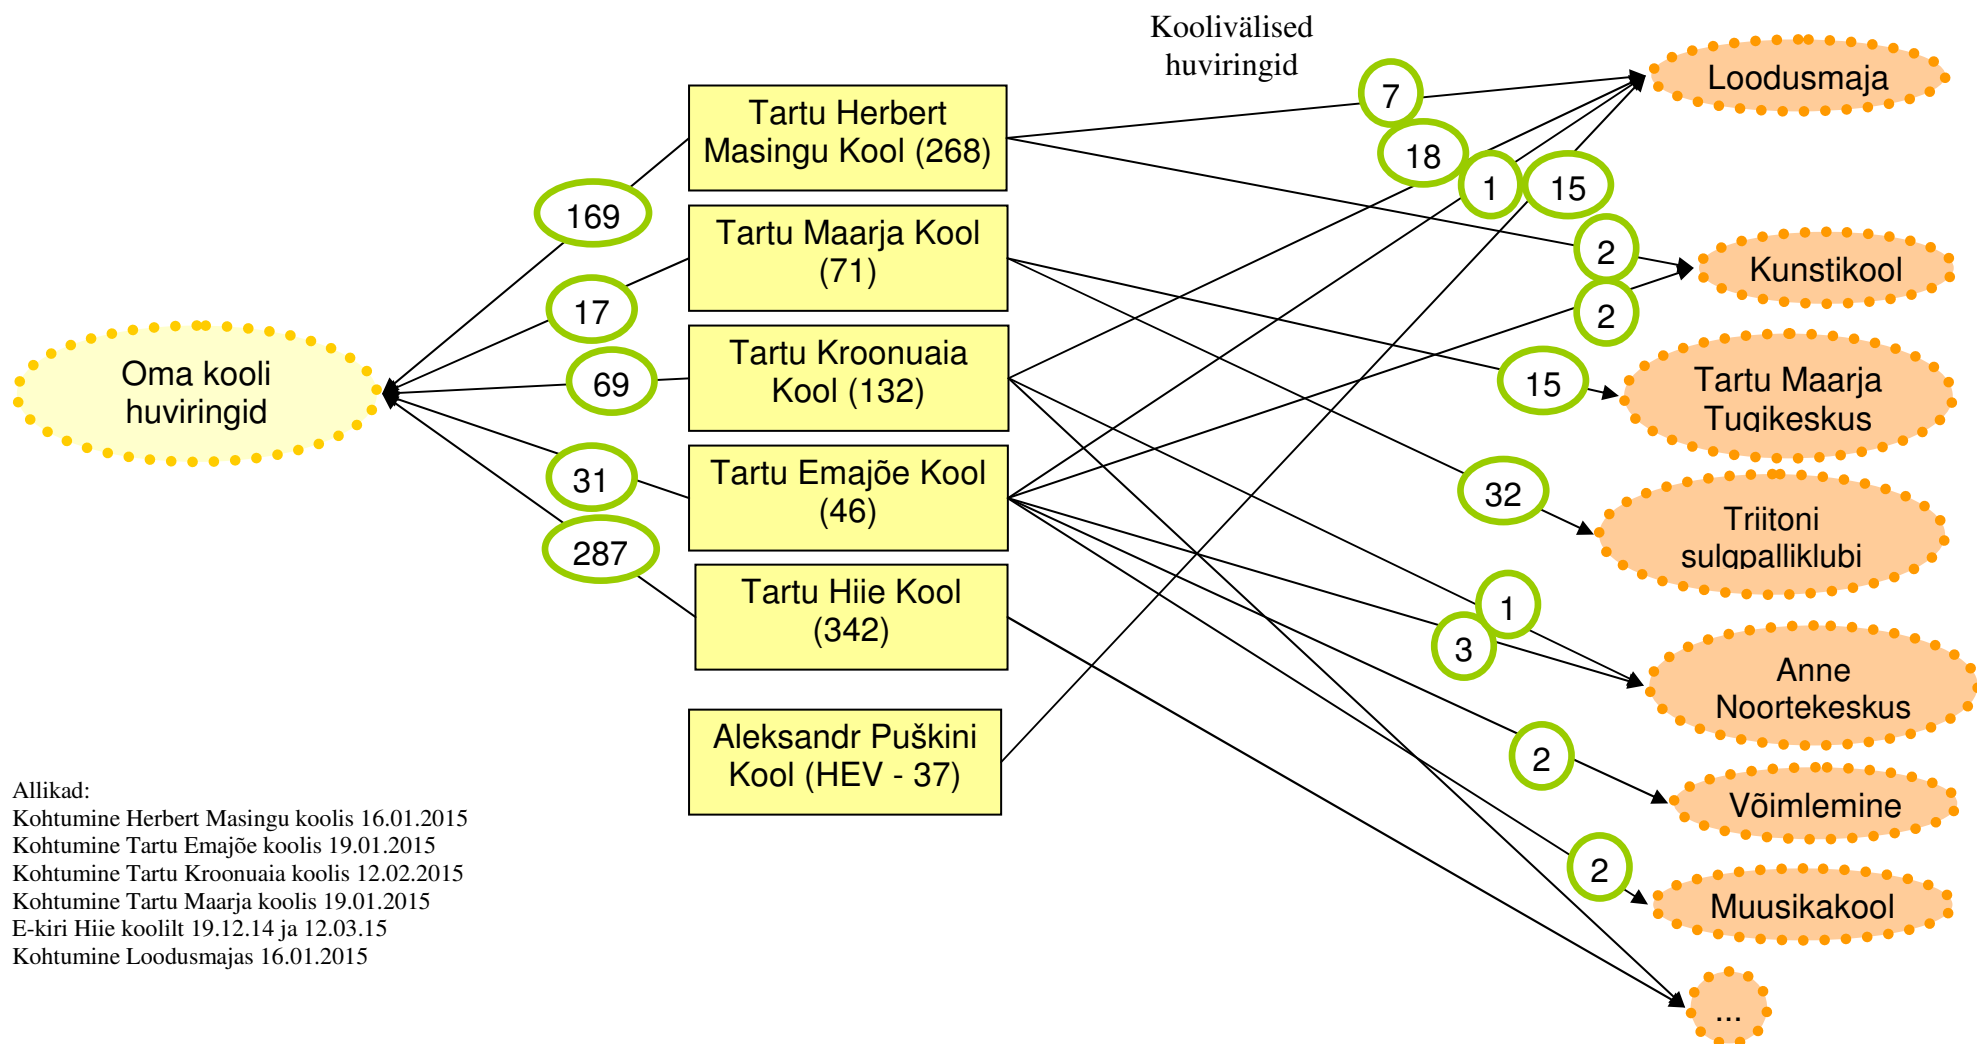 Koolivälised
huviringid
Tartu Herbert
Masingu Kool (268)
Tartu Maarja Kool
(71)
Tartu Kroonuaia
Kool (132)
Tartu Emajõe Kool
(46)
Tartu Hiie Kool
(342)
Aleksandr Puškini
Kool (HEV - 37)
Oma kooli
huviringid
169
17
69
31
287
7
18
1
15
2
2
15
32
1
3
2
2
Loodusmaja
Kunstikool
Tartu Maarja
Tugikeskus
Triitoni
sulgpalliklubi
Anne
Noortekeskus
Võimlemine
Muusikakool
...
Allikad:
Kohtumine Herbert Masingu koolis 16.01.2015
Kohtumine Tartu Emajõe koolis 19.01.2015
Kohtumine Tartu Kroonuaia koolis 12.02.2015
Kohtumine Tartu Maarja koolis 19.01.2015
E-kiri Hiie koolilt 19.12.14 ja 12.03.15
Kohtumine Loodusmajas 16.01.2015